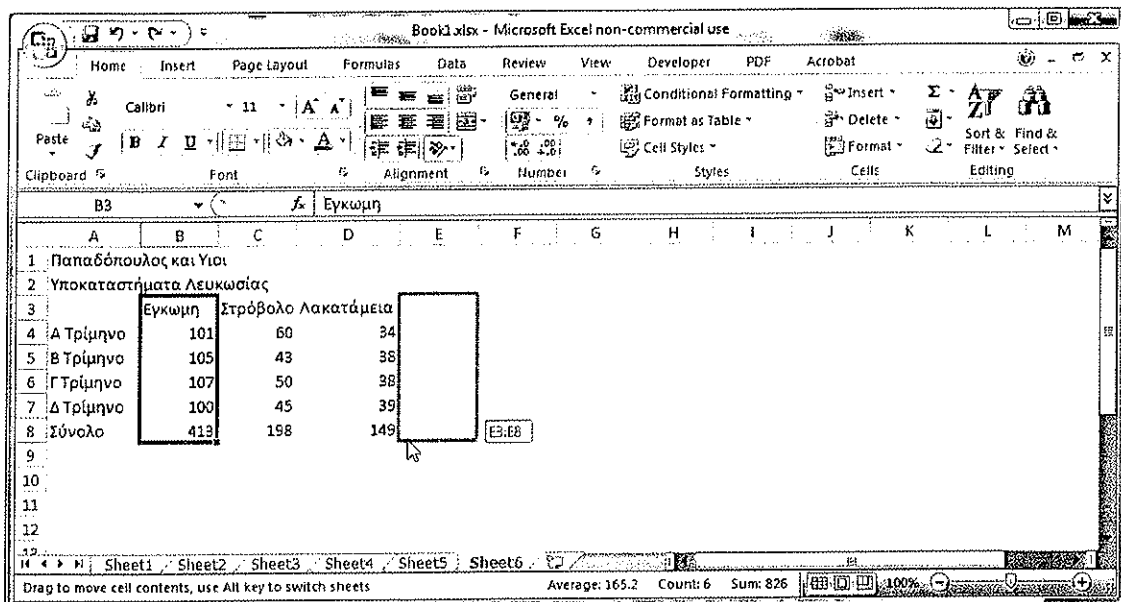 Book1.xlsx - Microsoft Excel non-commercial use
Home Insert Page Layout Formulas Data Review View Developer PDF Acrobat
Calibri 11 A A General Conditional Formatting Insert Σ
Paste B I U A % , Format as Table Delete Sort & Find &
.00 .00 Cell Styles Format Filter Select
Clipboard Font Alignment Number Styles Cells Editing
B3 fx Εγκωμη
A B C D E F G H I J K L M
1 Παπαδόπουλος και Υιοι
2 Υποκαταστήματα Λευκωσίας
3 Εγκωμη Στρόβολο Λακατάμεια
4 Α Τρίμηνο 101 60 34
5 Β Τρίμηνο 105 43 38
6 Γ Τρίμηνο 107 50 38
7 Δ Τρίμηνο 100 45 39
8 Σύνολο 413 198 149 E3:E8
9
10
11
12
Sheet1 Sheet2 Sheet3 Sheet4 Sheet5 Sheet6
Drag to move cell contents, use Alt key to switch sheets Average: 165.2 Count: 6 Sum: 826 100%